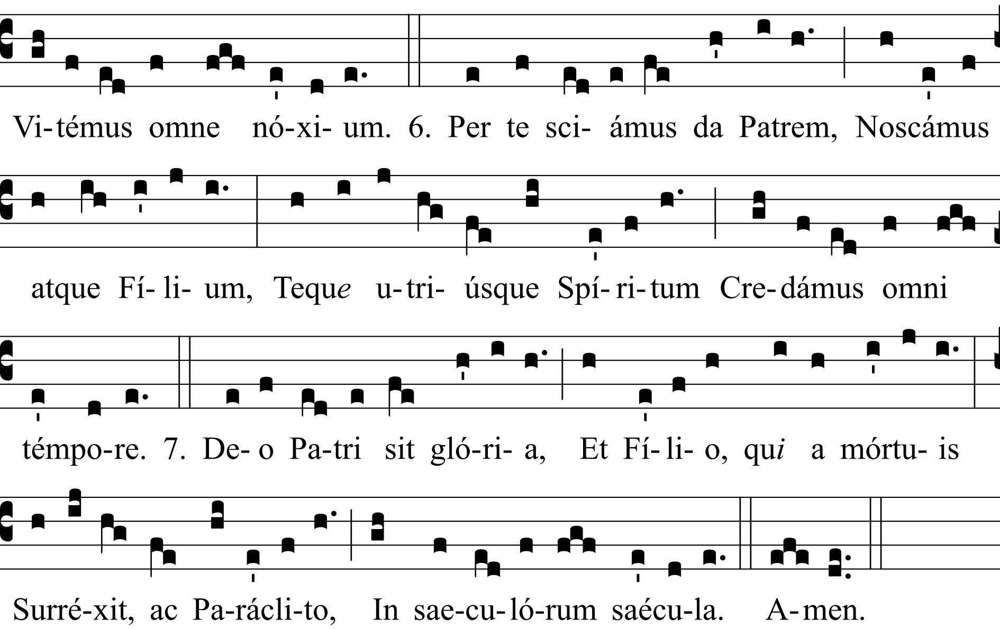 Vi-témus omne nó-xi- um. 6. Per te sci- ámus da Patrem, Noscámus
atque Fí- li- um, Teque u-tri- úsque Spí- ri-tum Cre-dámus omni
témpo-re. 7. De- o Pa-tri sit gló-ri- a, Et Fí- li- o, qui a mórtu- is
Surré-xit, ac Pa-rácli-to, In sae-cu-ló-rum saécu-la. A-men.